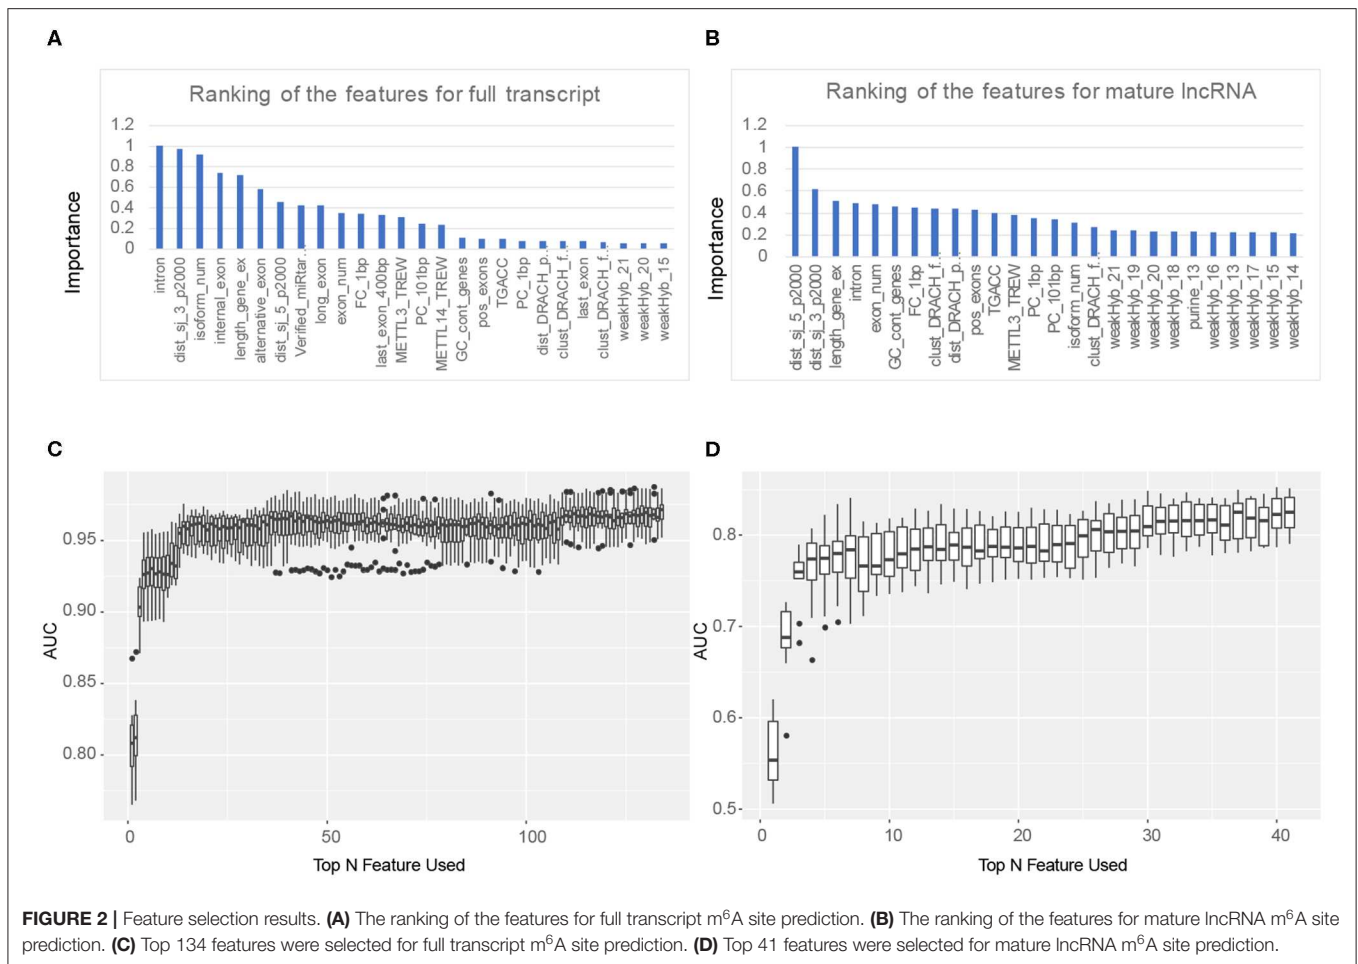 A
Ranking of the features for full transcript
Importance
1.2
1
0.8
0.6
0.4
0.2
0
intron
dist_sj_3_p2000
isoform_num
internal_exon
length_gene_ex
alternative_exon
dist_sj_5_p2000
Verified_miRtar...
long_exon
exon_num
FC_1bp
last_exon_400bp
METTL3_TREW
PC_101bp
METTL14_TREW
GC_cont_genes
pos_exons
TGACC
PC_1bp
dist_DRACH_p...
clust_DRACH_f...
last_exon
clust_DRACH_f...
weakHyb_21
weakHyb_20
weakHyb_15
B
Ranking of the features for mature lncRNA
Importance
1.2
1
0.8
0.6
0.4
0.2
0
dist_sj_5_p2000
dist_sj_3_p2000
length_gene_ex
intron
exon_num
GC_cont_genes
FC_1bp
clust_DRACH_f...
dist_DRACH_p...
pos_exons
TGACC
METTL3_TREW
PC_1bp
PC_101bp
isoform_num
clust_DRACH_f...
weakHyb_21
weakHyb_19
weakHyb_20
weakHyb_18
purine_13
weakHyb_16
weakHyb_13
weakHyb_17
weakHyb_15
weakHyb_14
C
AUC
0.95
0.90
0.85
0.80
0 50 100
Top N Feature Used
D
AUC
0.8
0.7
0.6
0.5
0 10 20 30 40
Top N Feature Used
FIGURE 2 | Feature selection results. (A) The ranking of the features for full transcript m⁶A site prediction. (B) The ranking of the features for mature lncRNA m⁶A site
prediction. (C) Top 134 features were selected for full transcript m⁶A site prediction. (D) Top 41 features were selected for mature lncRNA m⁶A site prediction.